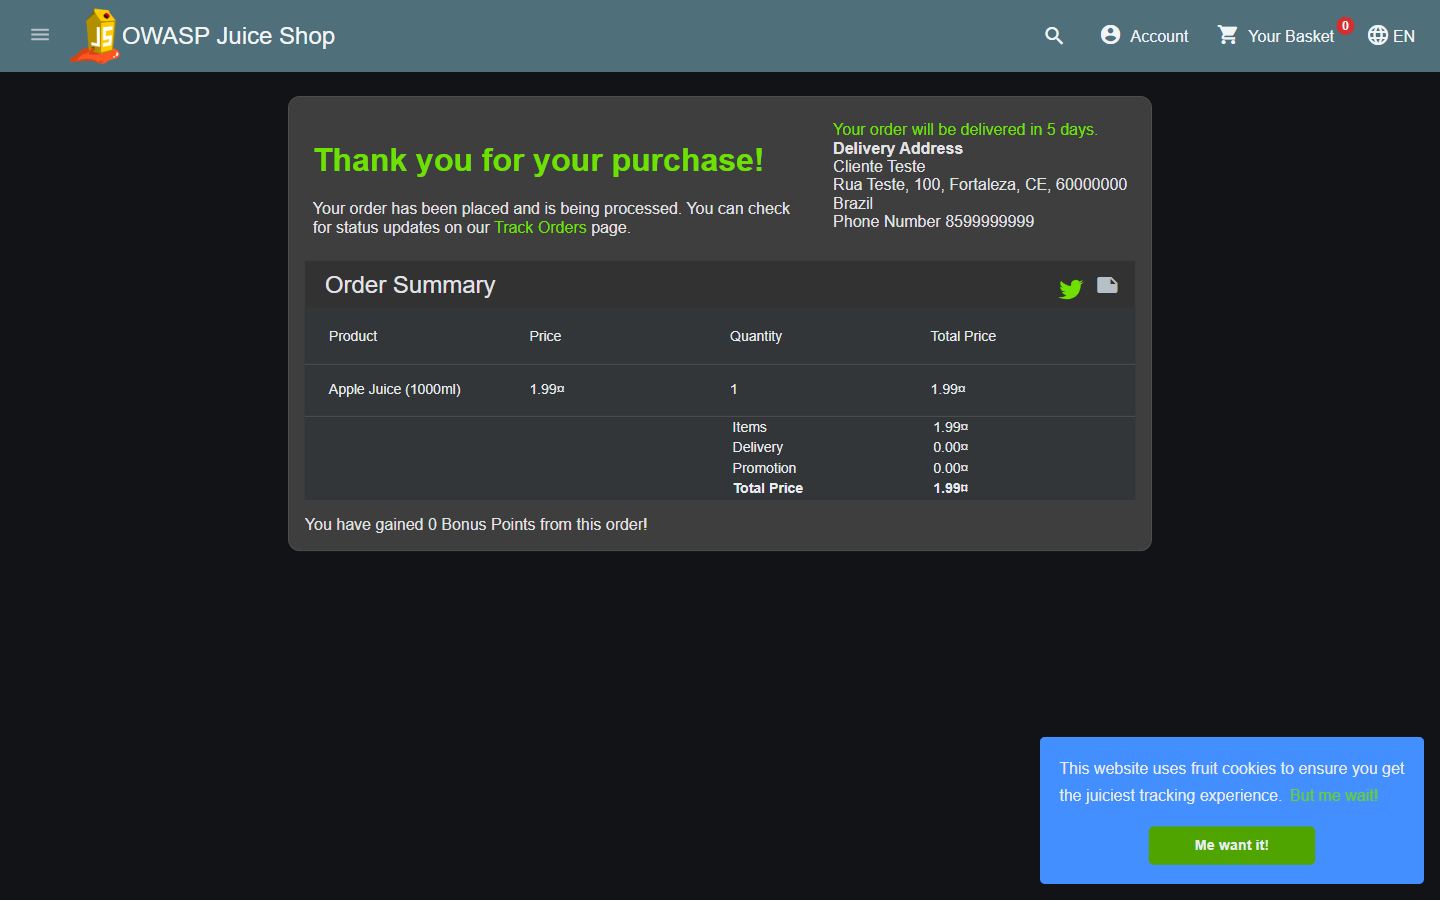 OWASP Juice Shop
Account
Your Basket 0
EN
Thank you for your purchase!
Your order has been placed and is being processed. You can check
for status updates on our Track Orders page.
Your order will be delivered in 5 days.
Delivery Address
Cliente Teste
Rua Teste, 100, Fortaleza, CE, 60000000
Brazil
Phone Number 8599999999
Order Summary
Product Price Quantity Total Price
Apple Juice (1000ml) 1.99¤ 1 1.99¤
Items 1.99¤
Delivery 0.00¤
Promotion 0.00¤
Total Price 1.99¤
You have gained 0 Bonus Points from this order!
This website uses fruit cookies to ensure you get
the juiciest tracking experience. But me wait!
Me want it!